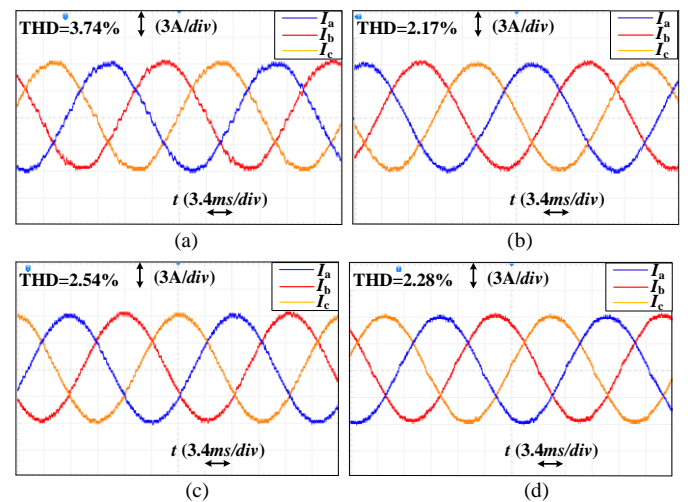 THD=3.74% (3A/div)
Ia
Ib
Ic
t (3.4ms/div)
(a)
THD=2.17% (3A/div)
Ia
Ib
Ic
t (3.4ms/div)
(b)
THD=2.54% (3A/div)
Ia
Ib
Ic
t (3.4ms/div)
(c)
THD=2.28% (3A/div)
Ia
Ib
Ic
t (3.4ms/div)
(d)